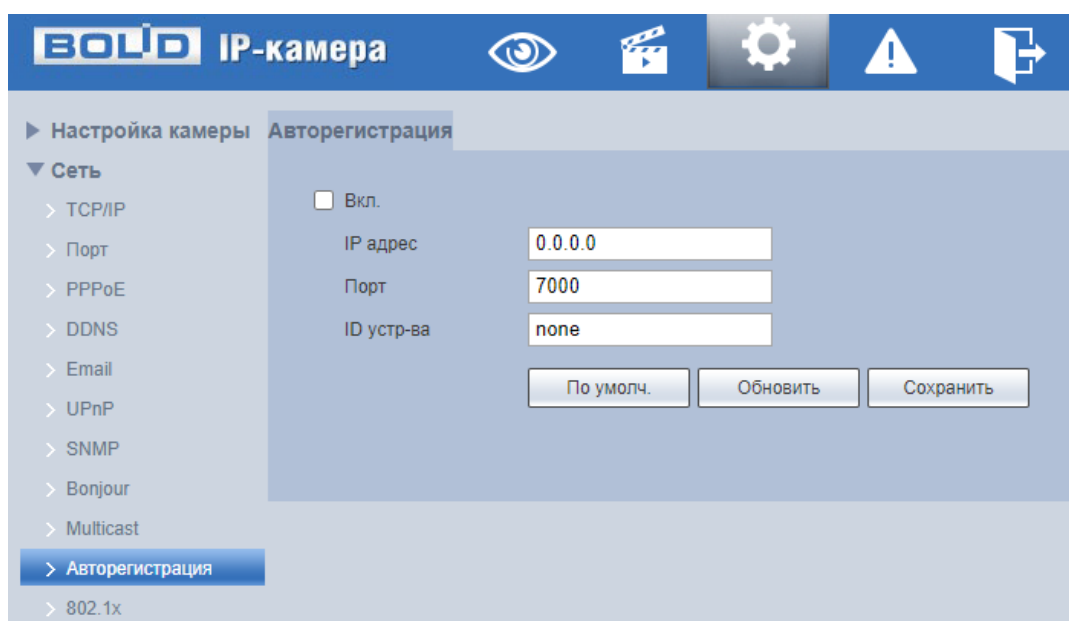 BOLID IP-камера
Настройка камеры
Сеть
TCP/IP
Порт
PPPoE
DDNS
Email
UPnP
SNMP
Bonjour
Multicast
Авторегистрация
802.1x
Авторегистрация
Вкл.
IP адрес 0.0.0.0
Порт 7000
ID устр-ва none
По умолч. Обновить Сохранить